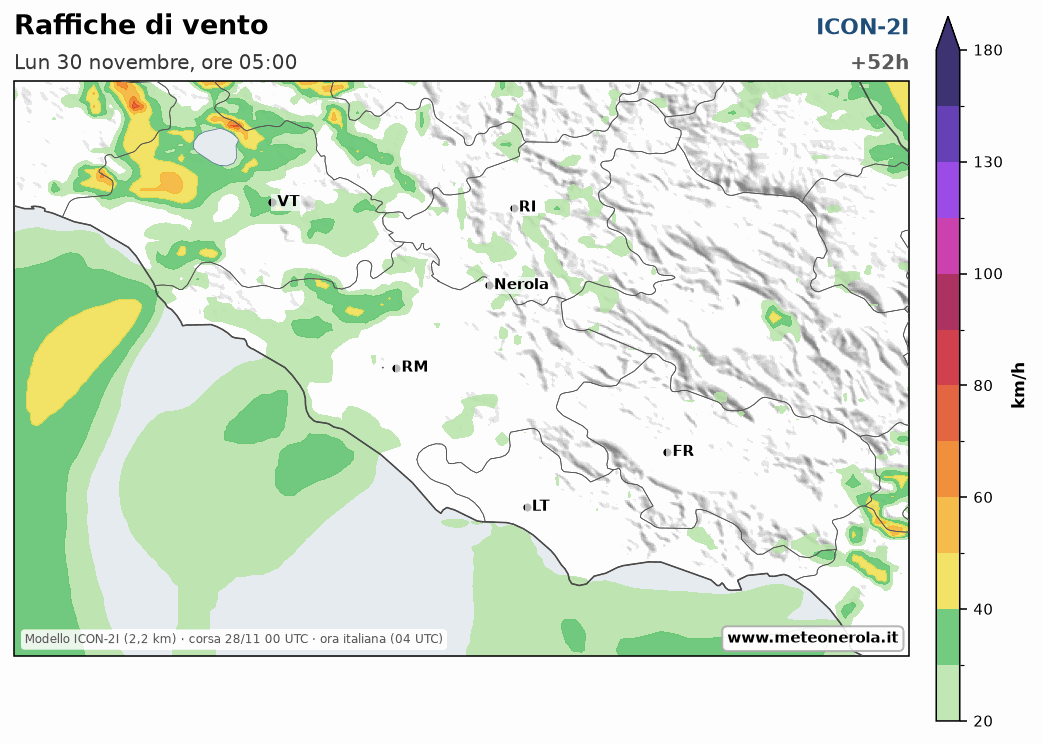 Raffiche di vento
ICON-2I
Lun 30 novembre, ore 05:00
+52h
180
130
100
80
60
40
20
km/h
VT
RI
Nerola
RM
FR
LT
Modello ICON-2I (2,2 km) · corsa 28/11 00 UTC · ora italiana (04 UTC)
www.meteonerola.it